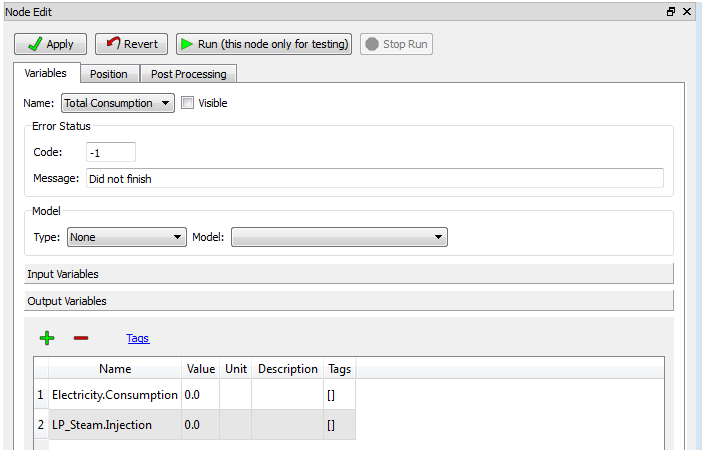 Node Edit
Apply Revert Run (this node only for testing) Stop Run
Variables Position Post Processing
Name: Total Consumption Visible
Error Status
Code: -1
Message: Did not finish
Model
Type: None Model:
Input Variables
Output Variables
Tags
Name Value Unit Description Tags
1 Electricity.Consumption 0.0 []
2 LP_Steam.Injection 0.0 []